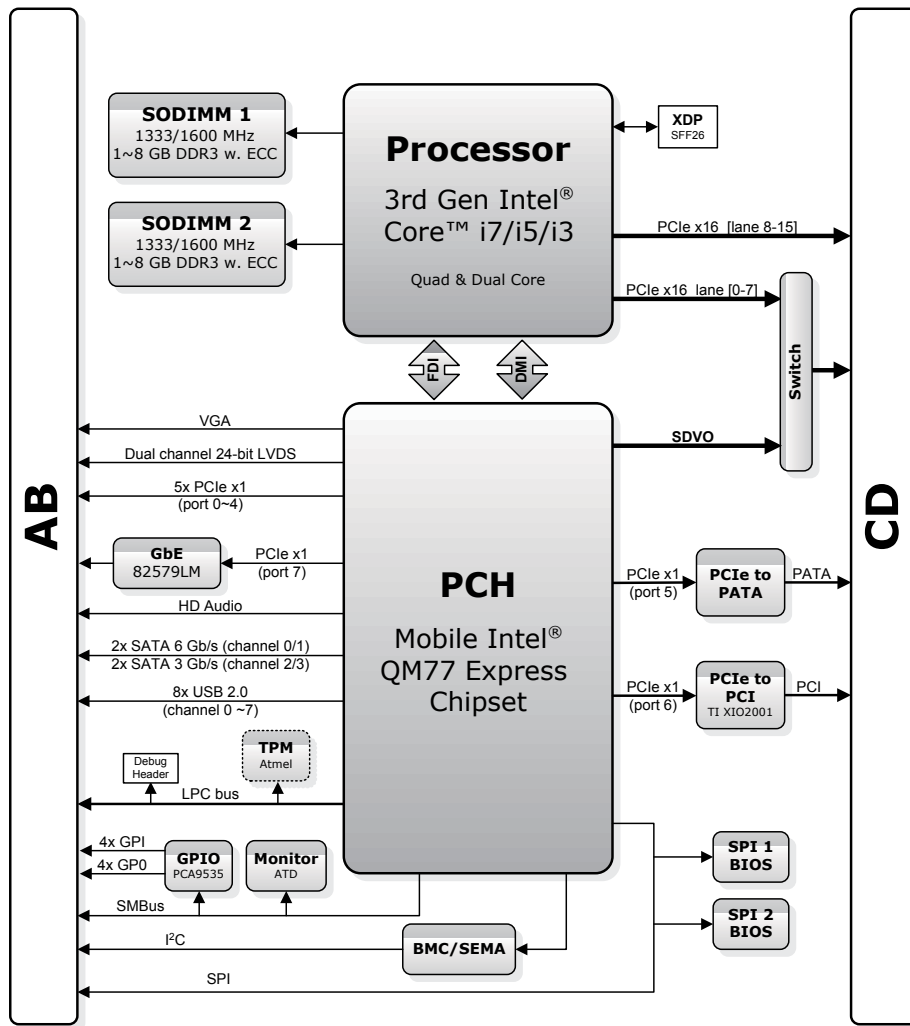 AB
CD
SODIMM 1
1333/1600 MHz
1~8 GB DDR3 w. ECC
SODIMM 2
1333/1600 MHz
1~8 GB DDR3 w. ECC
Processor
3rd Gen Intel®
Core™ i7/i5/i3
Quad & Dual Core
XDP
SFF26
PCIe x16 [lane 8-15]
PCIe x16 lane [0-7]
Switch
FDI
DMI
SDVO
VGA
Dual channel 24-bit LVDS
5x PCIe x1
(port 0~4)
GbE
82579LM
PCIe x1
(port 7)
HD Audio
2x SATA 6 Gb/s (channel 0/1)
2x SATA 3 Gb/s (channel 2/3)
8x USB 2.0
(channel 0 ~7)
PCH
Mobile Intel®
QM77 Express
Chipset
PCIe x1
(port 5)
PCIe to
PATA
PATA
PCIe x1
(port 6)
PCIe to
PCI
TI XIO2001
PCI
Debug
Header
TPM
Atmel
LPC bus
4x GPI
4x GP0
GPIO
PCA9535
Monitor
ATD
SMBus
I²C
BMC/SEMA
SPI
SPI 1
BIOS
SPI 2
BIOS